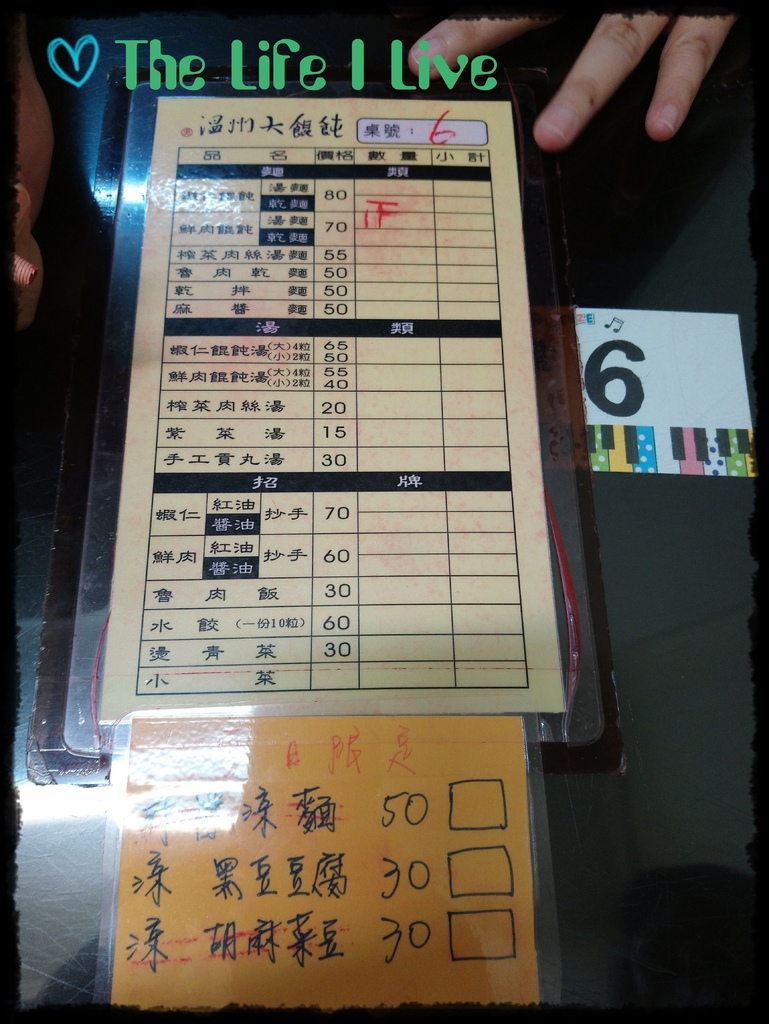 The Life I Live
溫州大餛飩 桌號： 6
品 名 價格 數 量 小 計
麵 類
蝦仁餛飩 湯麵 乾麵 80 正
鮮肉餛飩 湯麵 乾麵 70
榨菜肉絲湯麵 55
魯肉乾麵 50
乾拌麵 50
麻醬麵 50
湯 類
蝦仁餛飩湯 (大)4粒 65
(小)2粒 50
鮮肉餛飩湯 (大)4粒 55
(小)2粒 40
榨菜肉絲湯 20
紫菜湯 15
手工貢丸湯 30
招 牌
蝦仁 紅油 醬油 抄手 70
鮮肉 紅油 醬油 抄手 60
魯肉飯 30
水餃 (一份10粒) 60
燙青菜 30
小菜
6
日限定
涼麵 50
涼 黑豆豆腐 30
涼 胡麻菜豆 30